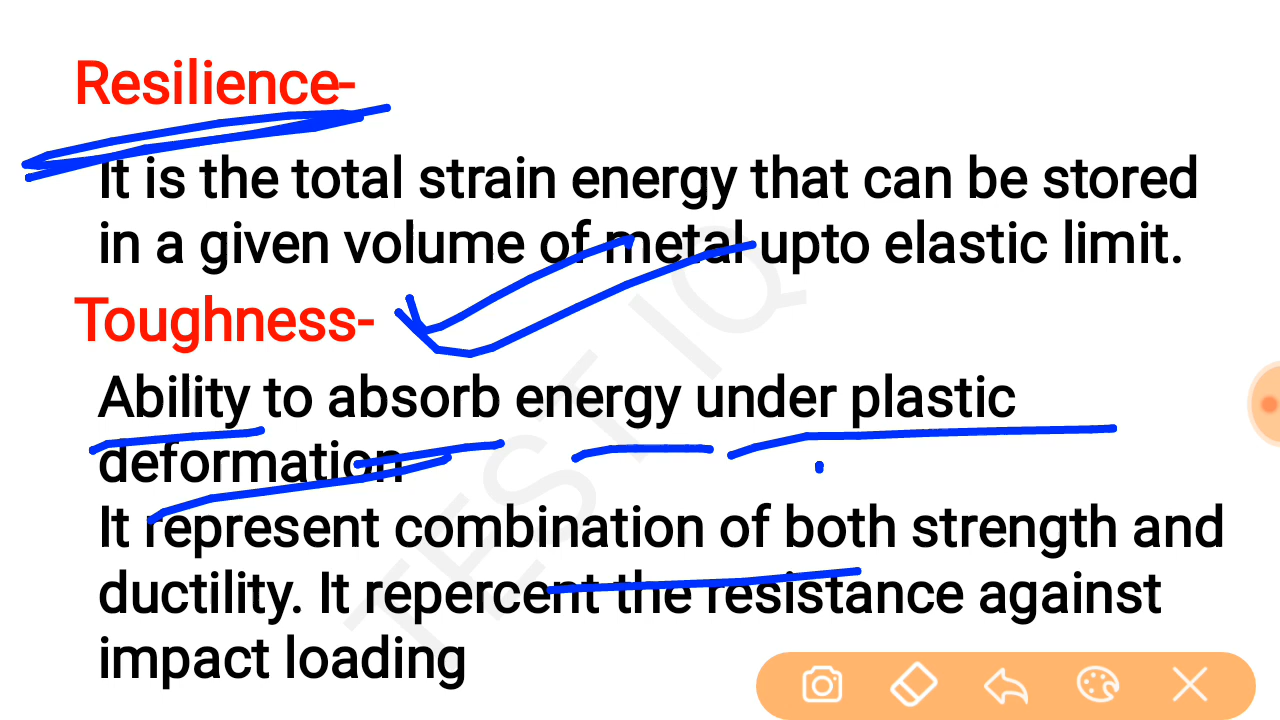 Resilience-
It is the total strain energy that can be stored
in a given volume of metal upto elastic limit.
Toughness-
Ability to absorb energy under plastic
deformation
It represent combination of both strength and
ductility. It repercent the resistance against
impact loading
TEST IQ